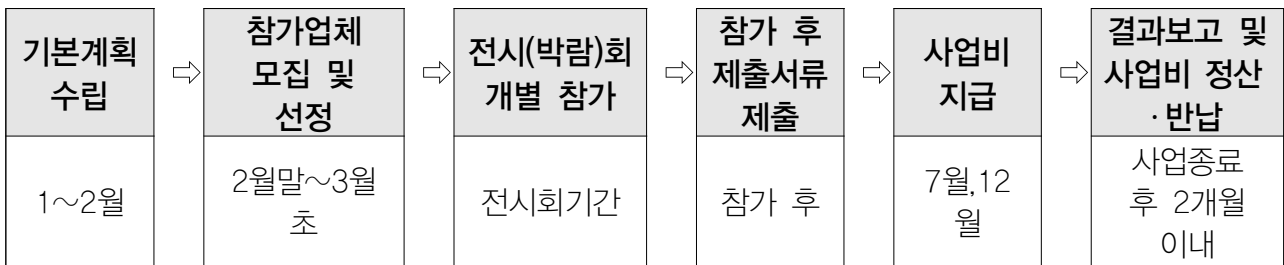 기본계획
수립
⇨
참가업체
모집 및
선정
⇨
전시(박람)회
개별 참가
⇨
참가 후
제출서류
제출
⇨
사업비
지급
⇨
결과보고 및
사업비 정산
·반납
1∼2월
2월말∼3월
초
전시회기간
참가 후
7월,12
월
사업종료
후 2개월
이내